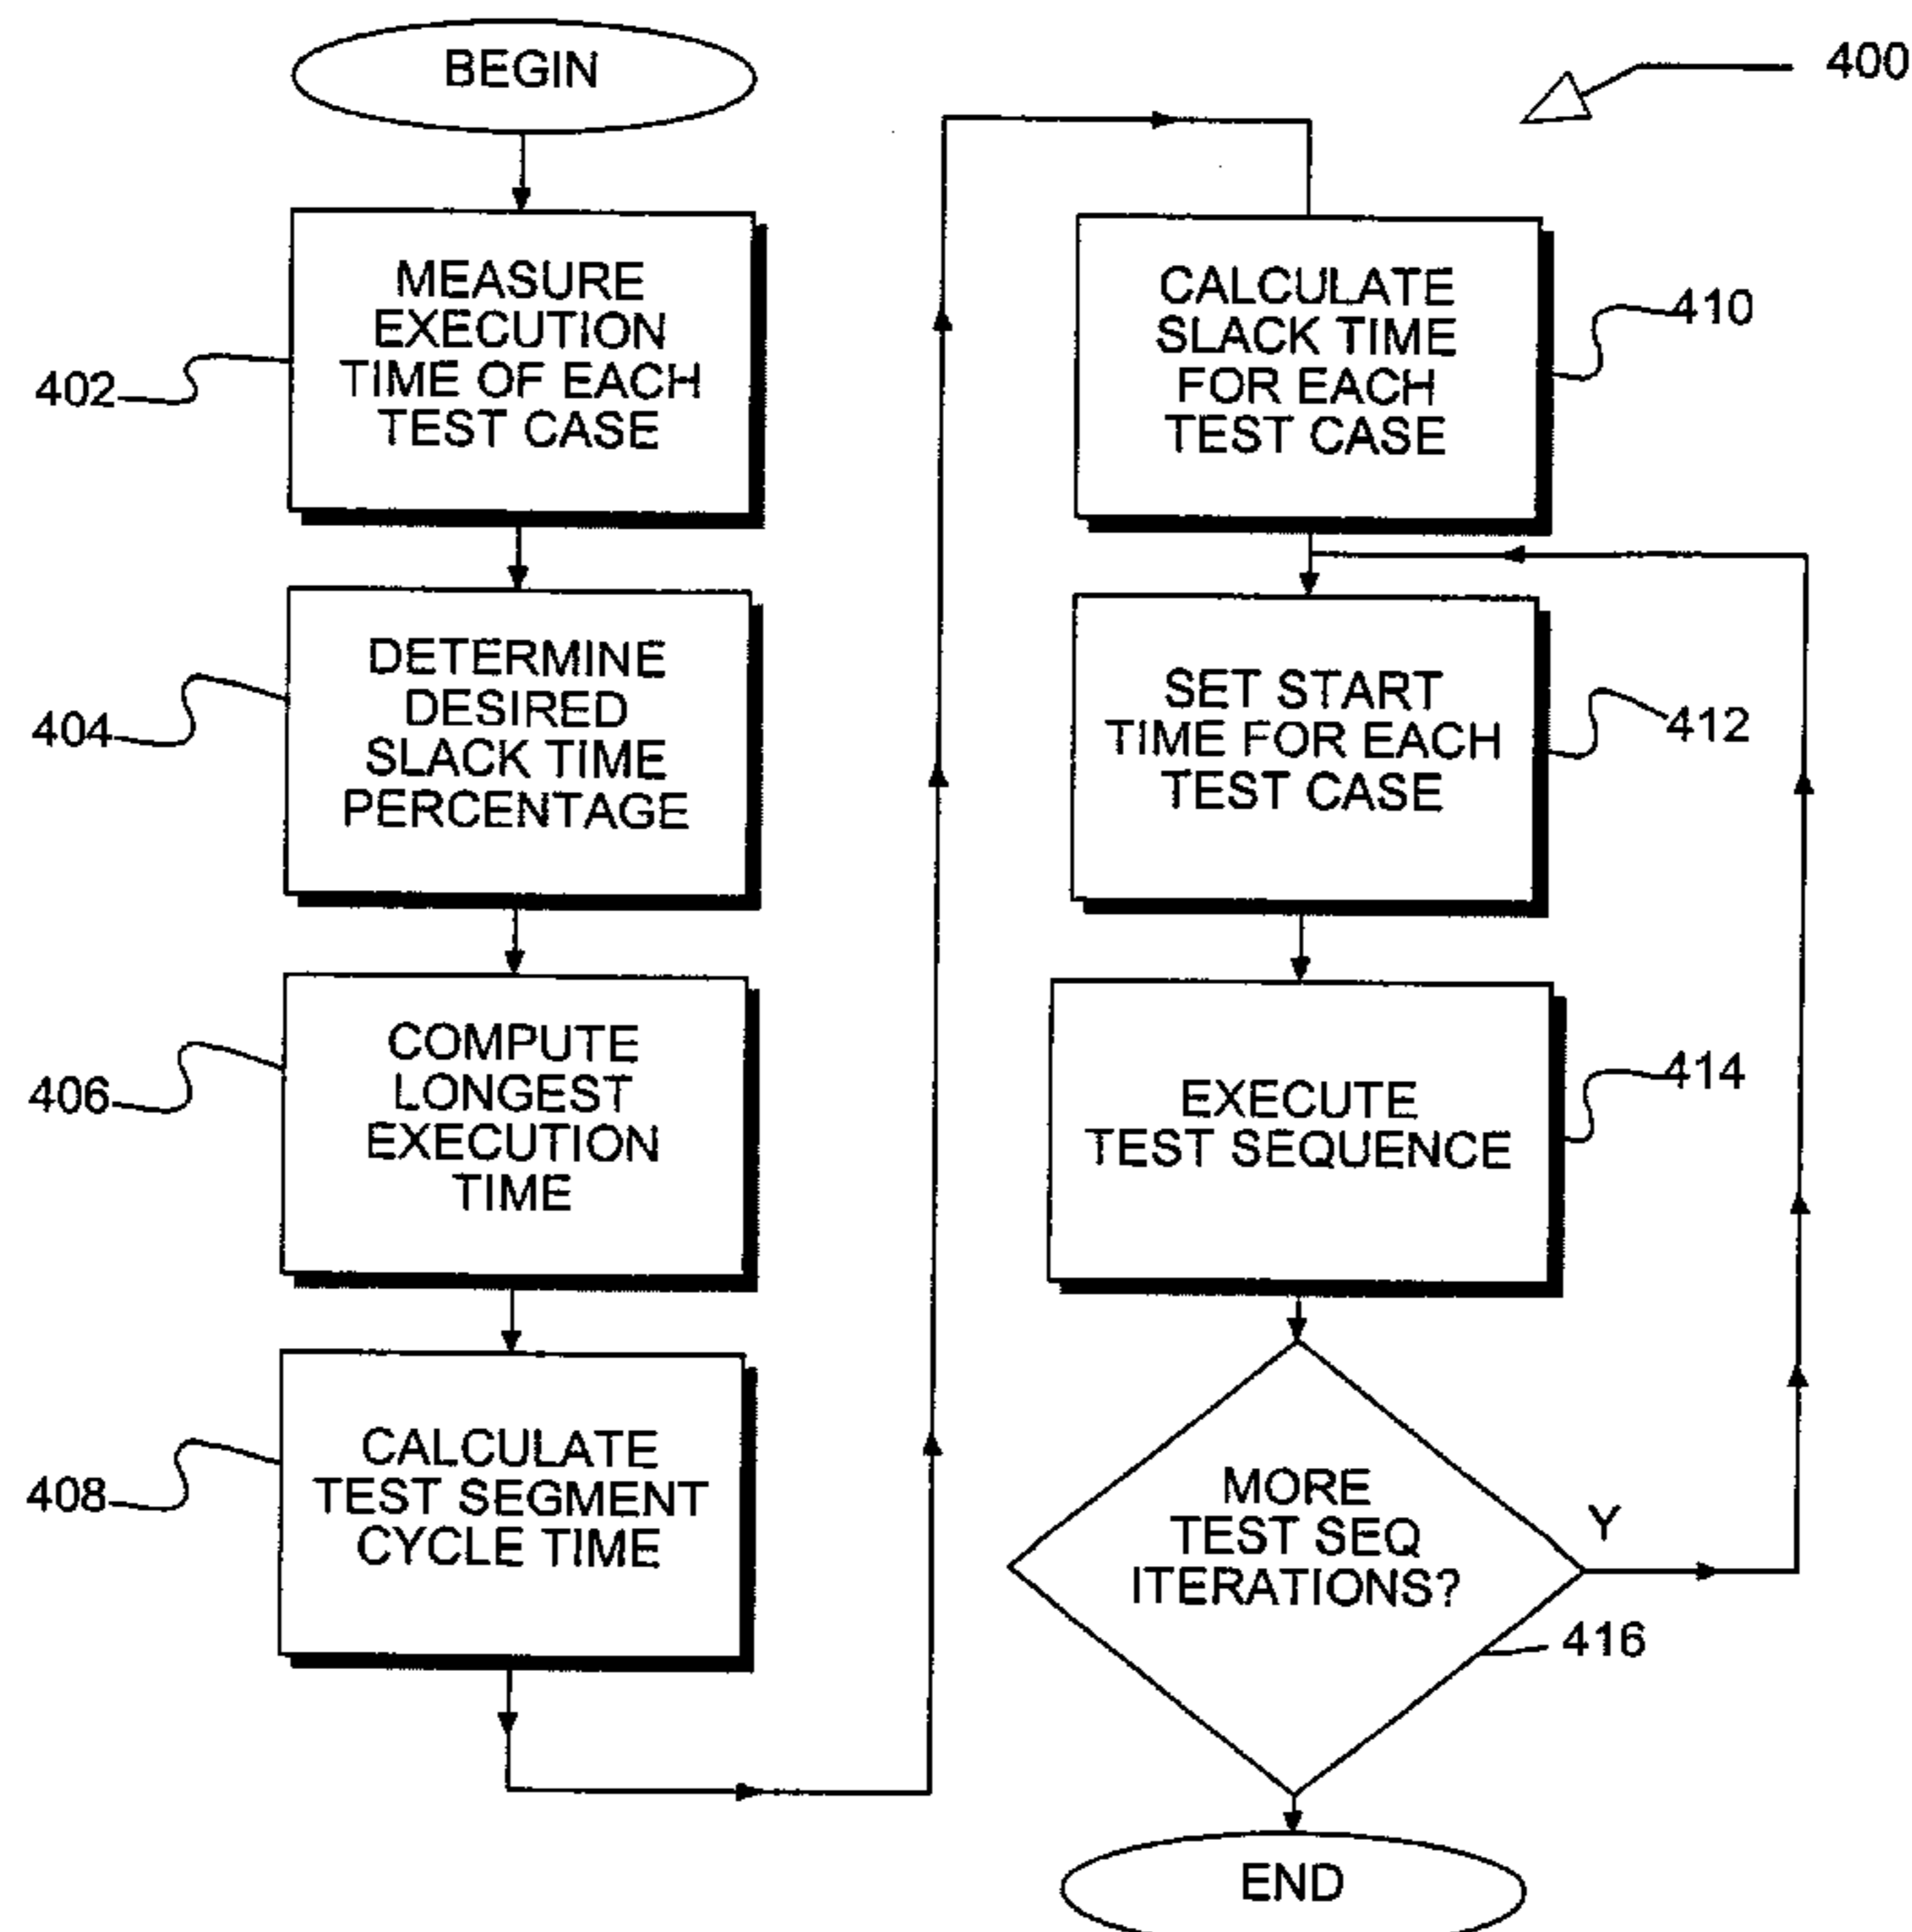 BEGIN
400
MEASURE
EXECUTION
TIME OF EACH
TEST CASE
402
DETERMINE
DESIRED
SLACK TIME
PERCENTAGE
404
COMPUTE
LONGEST
EXECUTION
TIME
406
CALCULATE
TEST SEGMENT
CYCLE TIME
408
CALCULATE
SLACK TIME
FOR EACH
TEST CASE
410
SET START
TIME FOR EACH
TEST CASE
412
EXECUTE
TEST SEQUENCE
414
MORE
TEST SEQ
ITERATIONS?
Y
416
END